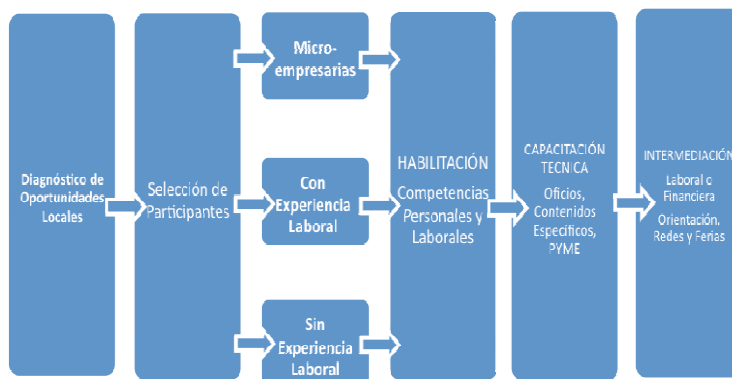 Diagnóstico de
Oportunidades
Locales
Selección de
Participantes
Micro-
empresarias
Con
Experiencia
Laboral
Sin
Experiencia
Laboral
HABILITACIÓN
Competencias
Personales y
Laborales
CAPACITACIÓN
TECNICA
Oficios,
Contenidos
Específicos,
PYME
INTERMEDIACIÓN
Laboral o
Financiera
Orientación,
Redes y Ferias